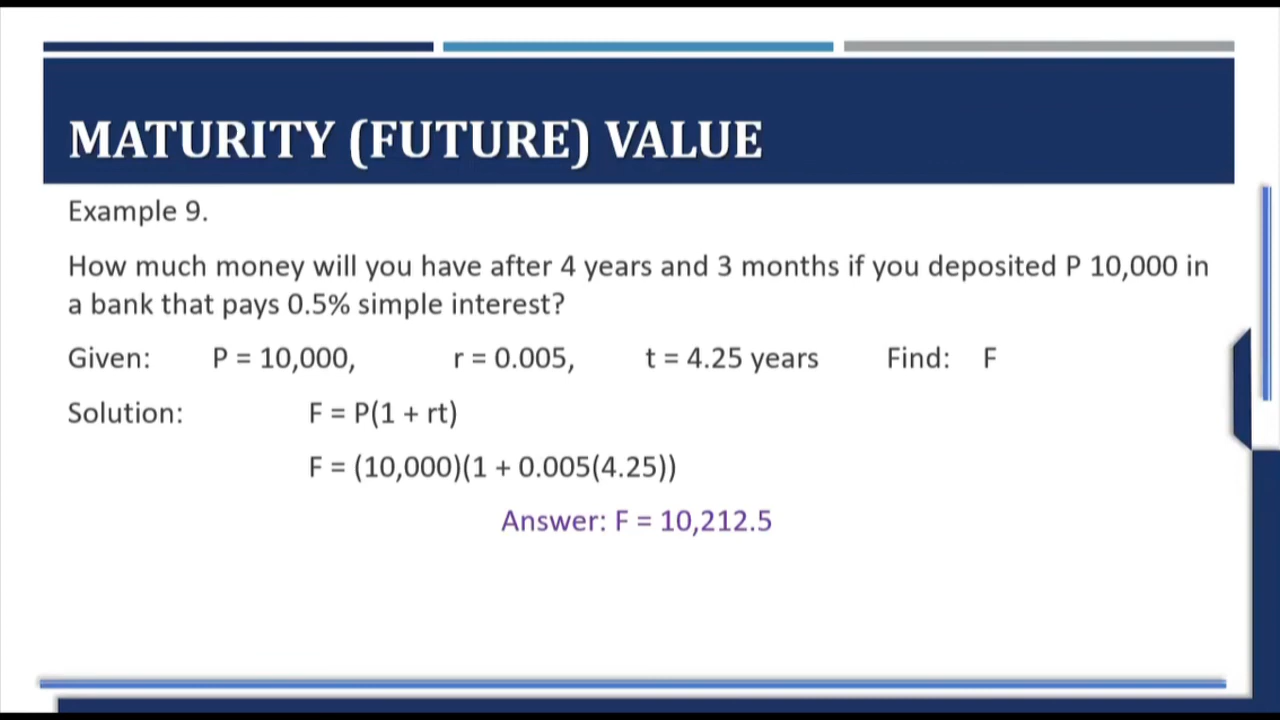 MATURITY (FUTURE) VALUE
Example 9.
How much money will you have after 4 years and 3 months if you deposited P 10,000 in
a bank that pays 0.5% simple interest?
Given: P = 10,000, r = 0.005, t = 4.25 years Find: F
Solution: F = P(1 + rt)
F = (10,000)(1 + 0.005(4.25))
Answer: F = 10,212.5